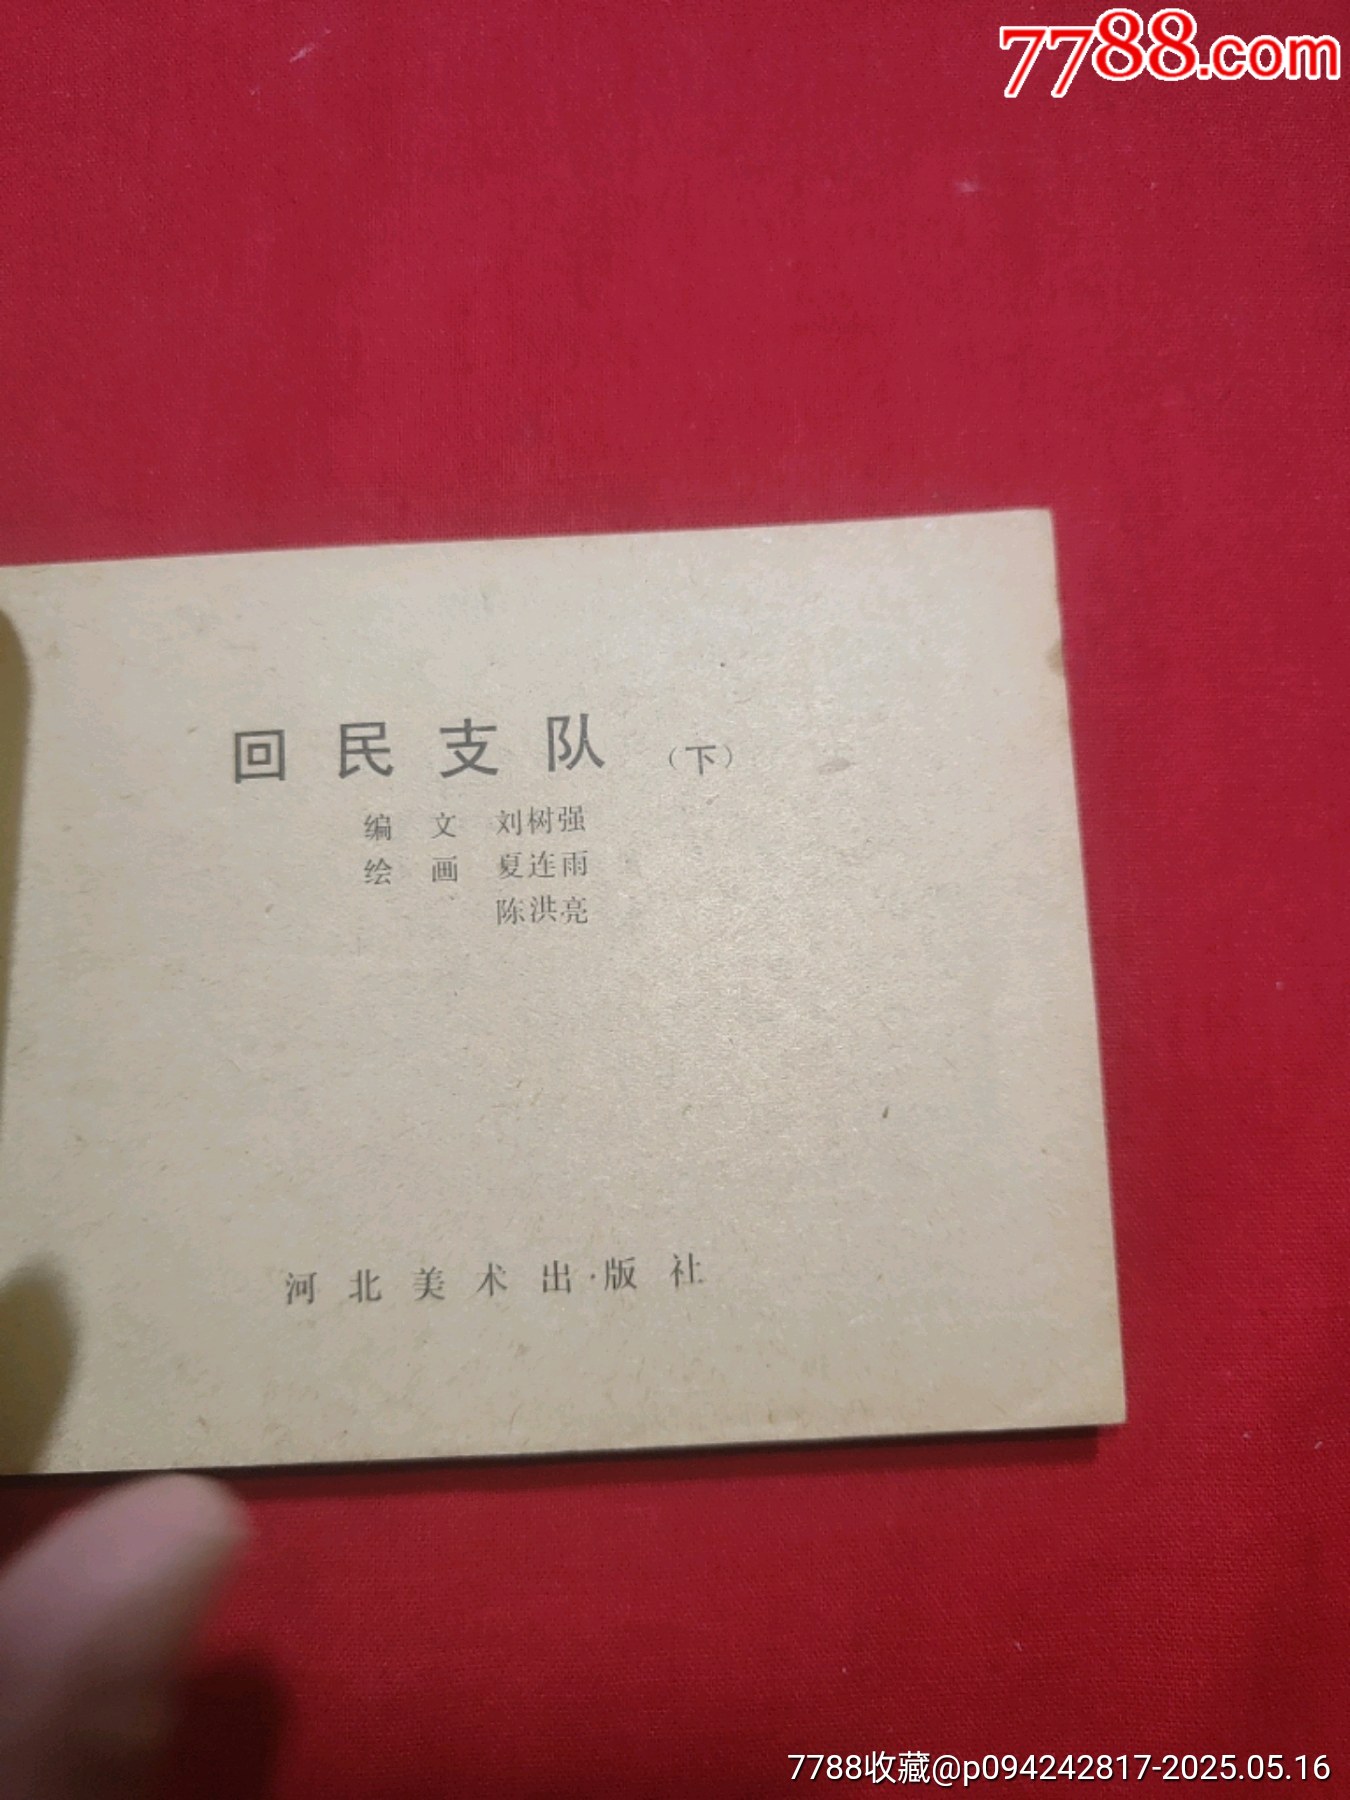 7788.com
回民支队（下）
编 文 刘树强
绘 画 夏连雨
陈洪亮
河北美术出版社
7788收藏@p094242817-2025.05.16